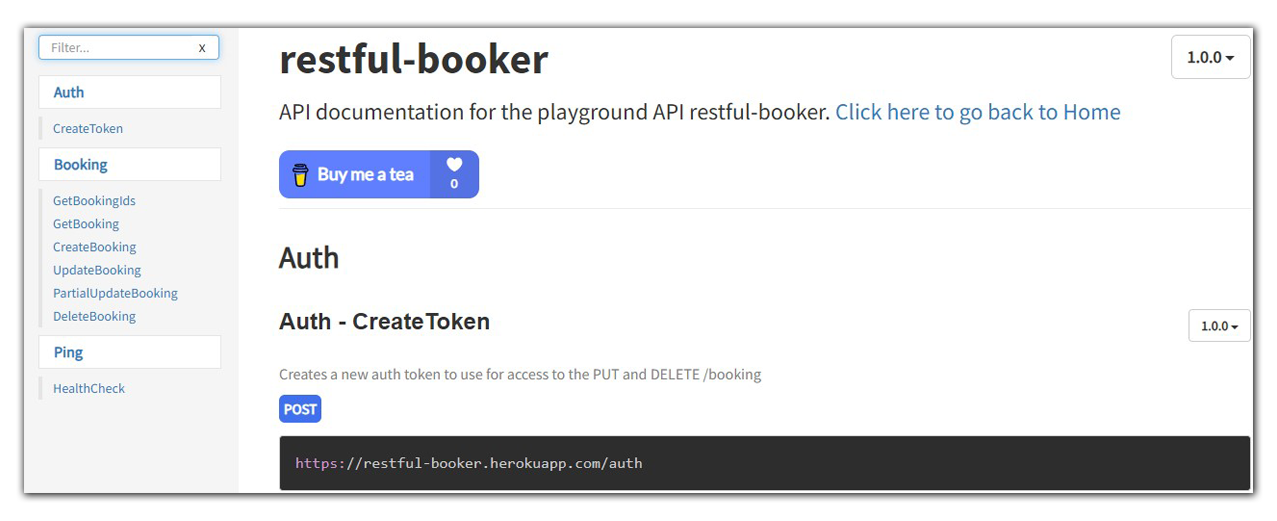 Filter... x
Auth
CreateToken
Booking
GetBookingIds
GetBooking
CreateBooking
UpdateBooking
PartialUpdateBooking
DeleteBooking
Ping
HealthCheck
restful-booker
1.0.0
API documentation for the playground API restful-booker. Click here to go back to Home
Buy me a tea
0
Auth
Auth - CreateToken
1.0.0
Creates a new auth token to use for access to the PUT and DELETE /booking
POST
https://restful-booker.herokuapp.com/auth